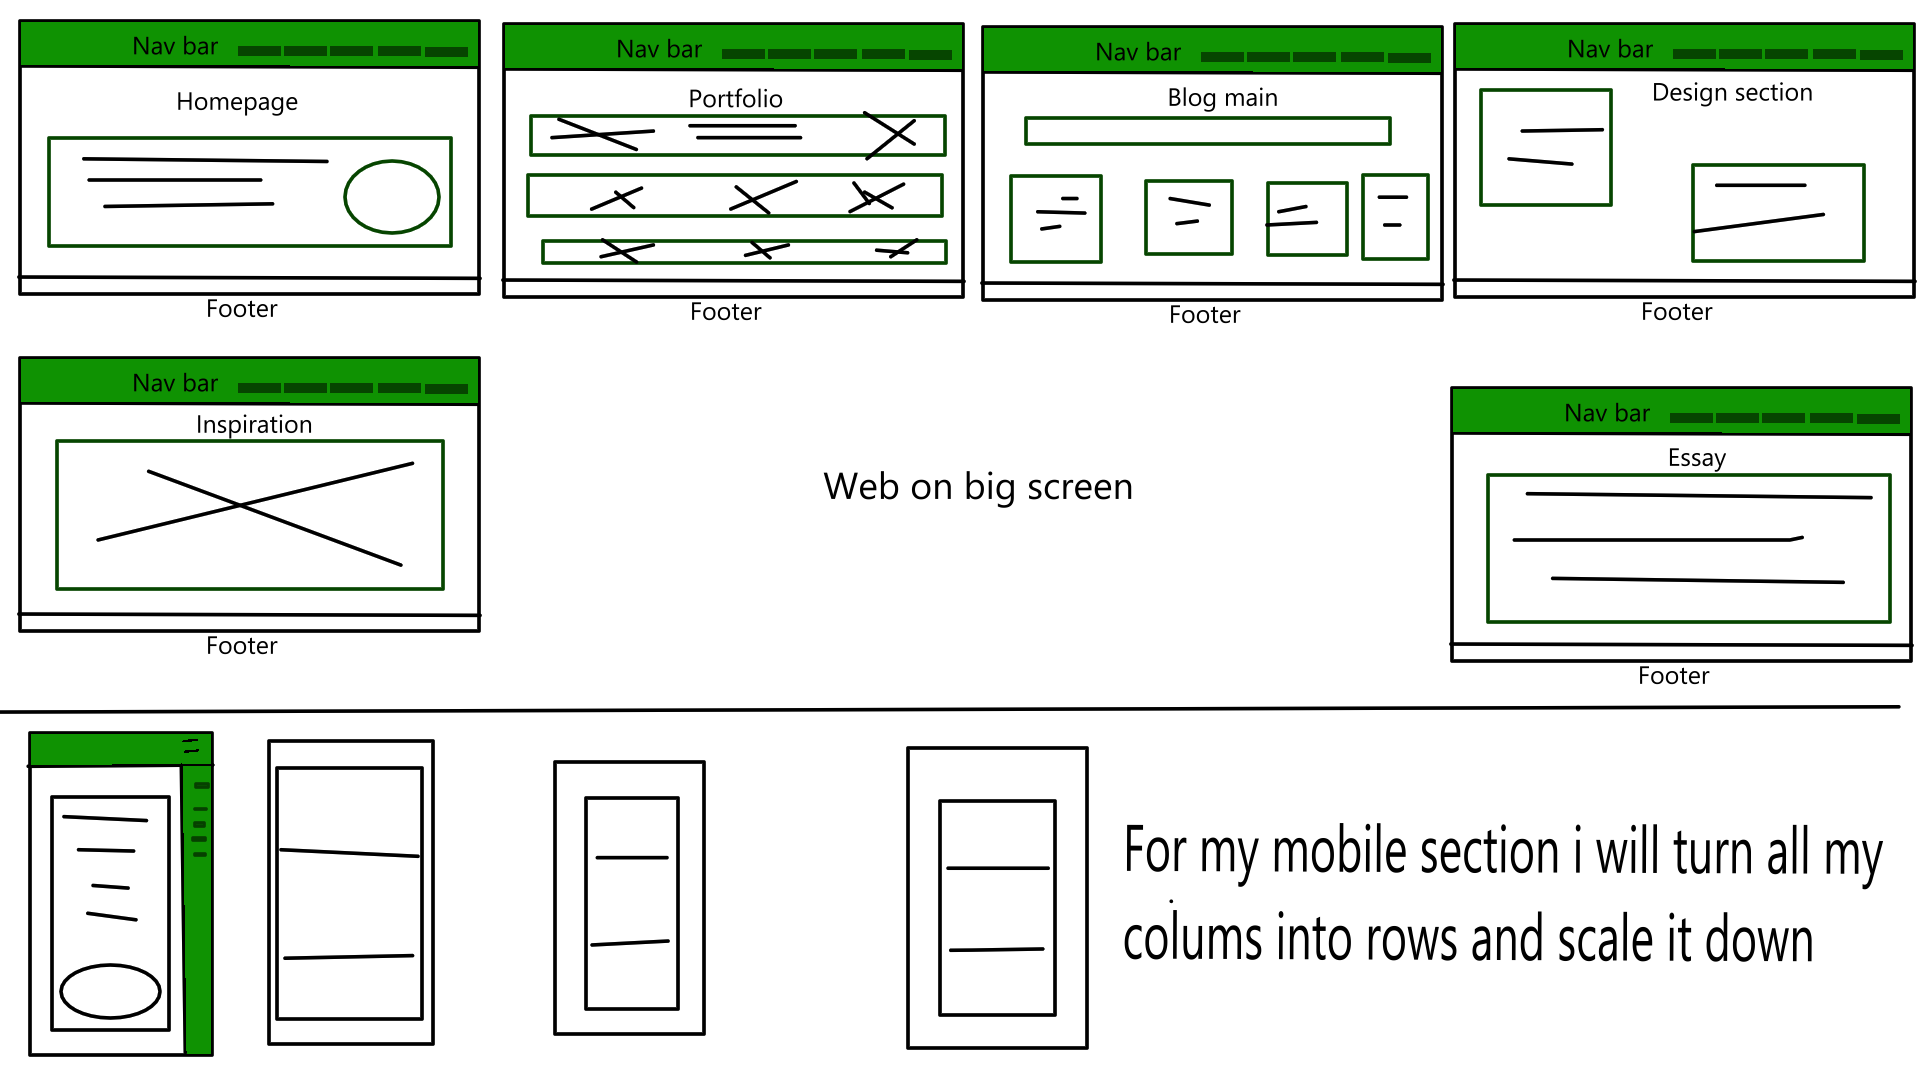 Nav bar
Homepage
Footer
Nav bar
Portfolio
Footer
Nav bar
Blog main
Footer
Nav bar
Design section
Footer
Nav bar
Inspiration
Footer
Web on big screen
Nav bar
Essay
Footer
For my mobile section i will turn all my
colums into rows and scale it down